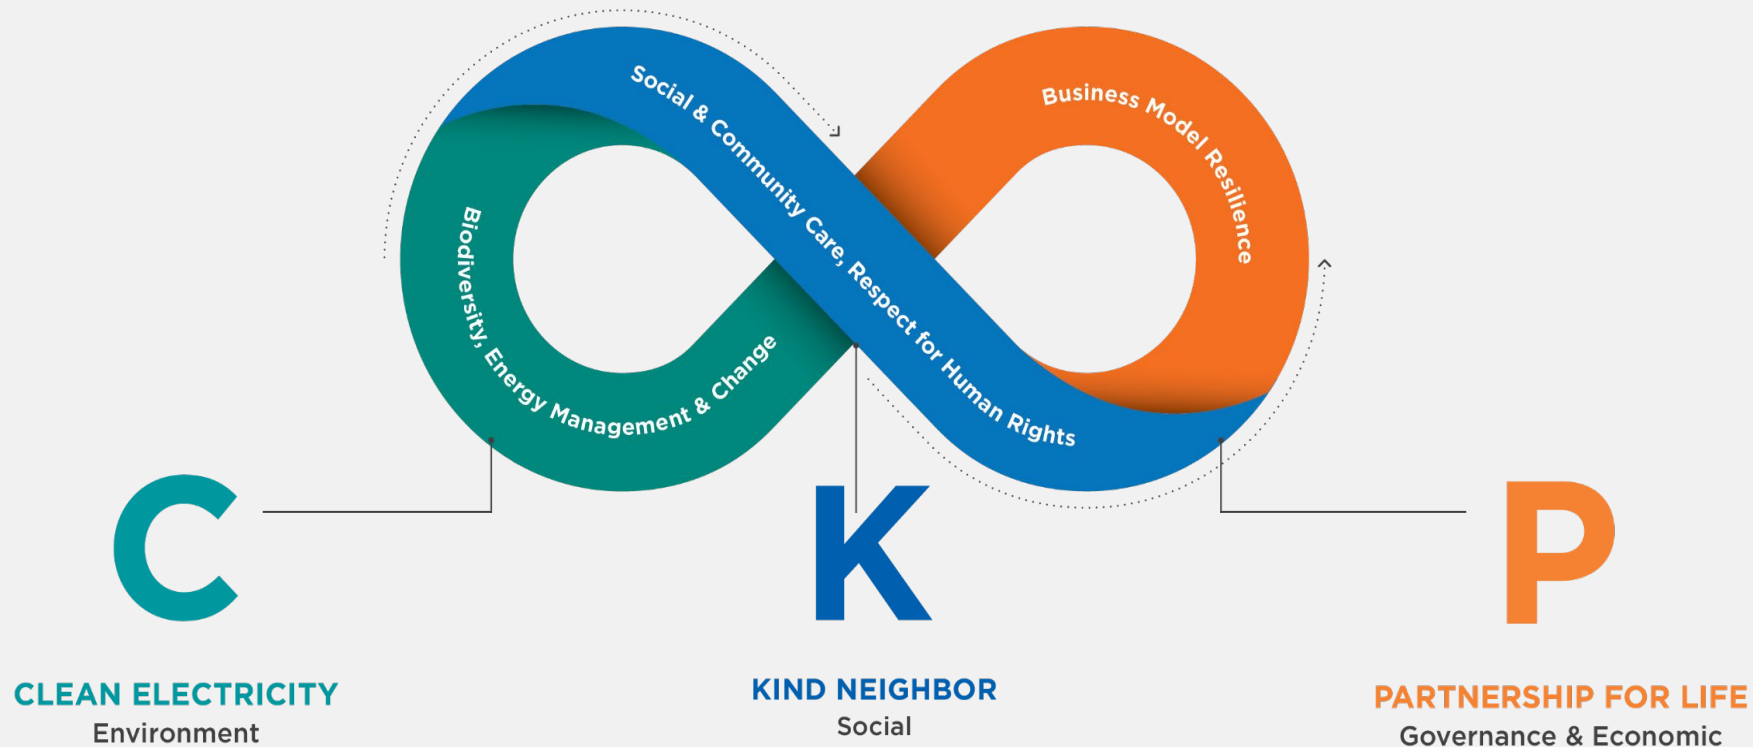 Social & Community Care, Respect for Human Rights
Business Model Resilience
Biodiversity, Energy Management & Change
C
K
P
CLEAN ELECTRICITY
Environment
KIND NEIGHBOR
Social
PARTNERSHIP FOR LIFE
Governance & Economic